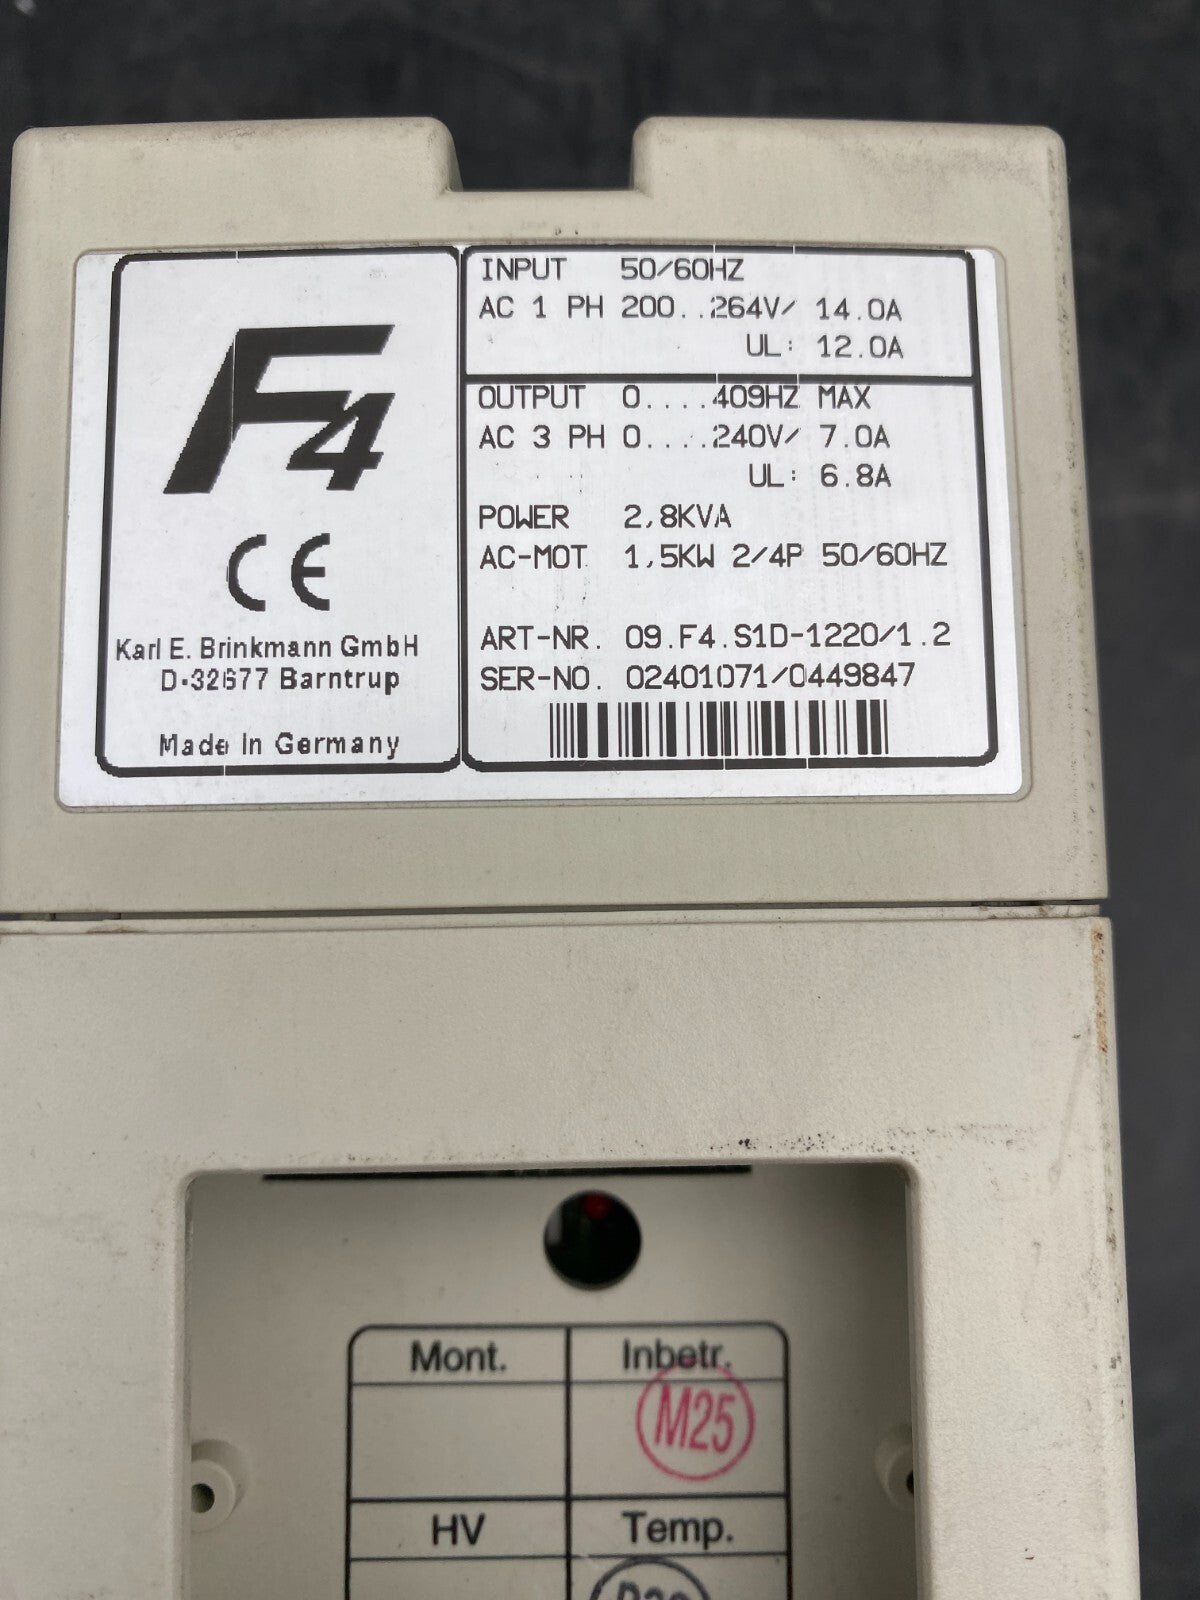 F4
CE
Karl E. Brinkmann GmbH
D-32677 Barntrup
Made In Germany
INPUT 50/60HZ
AC 1 PH 200..264V/ 14.0A
UL: 12.0A
OUTPUT 0....409HZ MAX
AC 3 PH 0....240V/ 7.0A
UL: 6.8A
POWER 2,8KVA
AC-MOT 1,5KW 2/4P 50/60HZ
ART-NR. 09.F4.S1D-1220/1.2
SER-NO. 02401071/0449847
Mont. Inbetr.
M25
HV Temp.